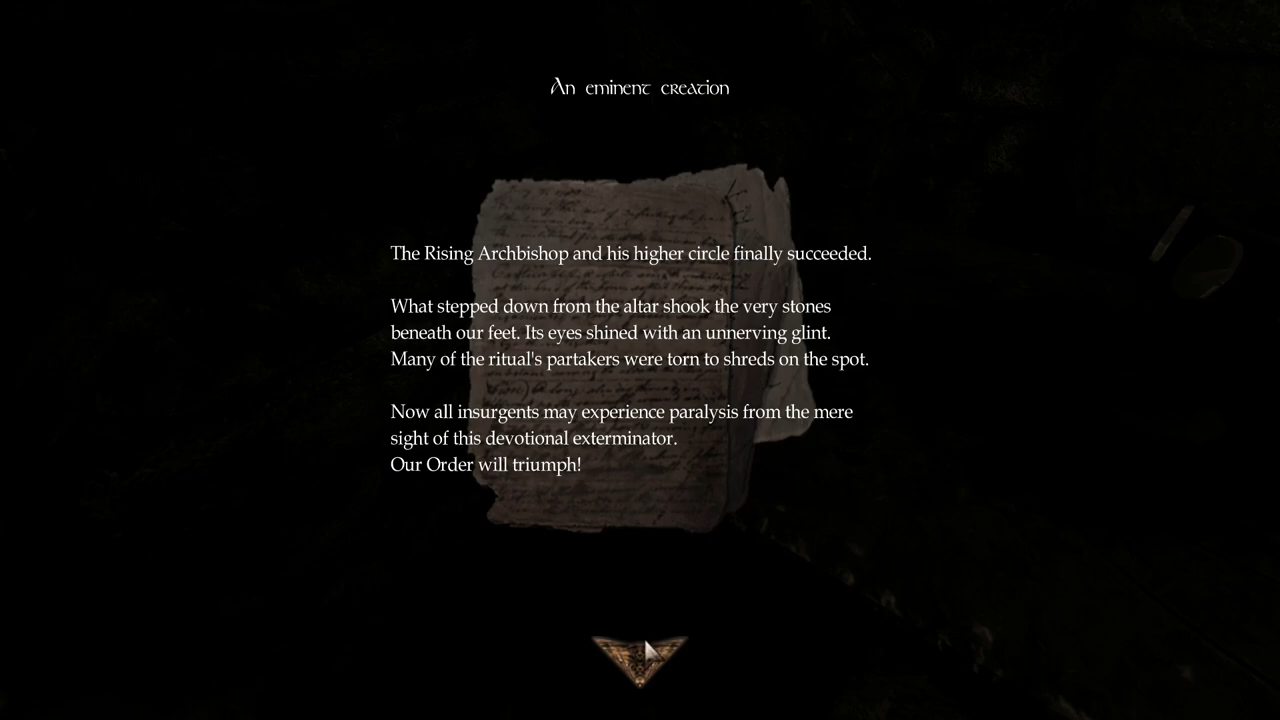 An eminent creation
The Rising Archbishop and his higher circle finally succeeded.
What stepped down from the altar shook the very stones
beneath our feet. Its eyes shined with an unnerving glint.
Many of the ritual's partakers were torn to shreds on the spot.
Now all insurgents may experience paralysis from the mere
sight of this devotional exterminator.
Our Order will triumph!